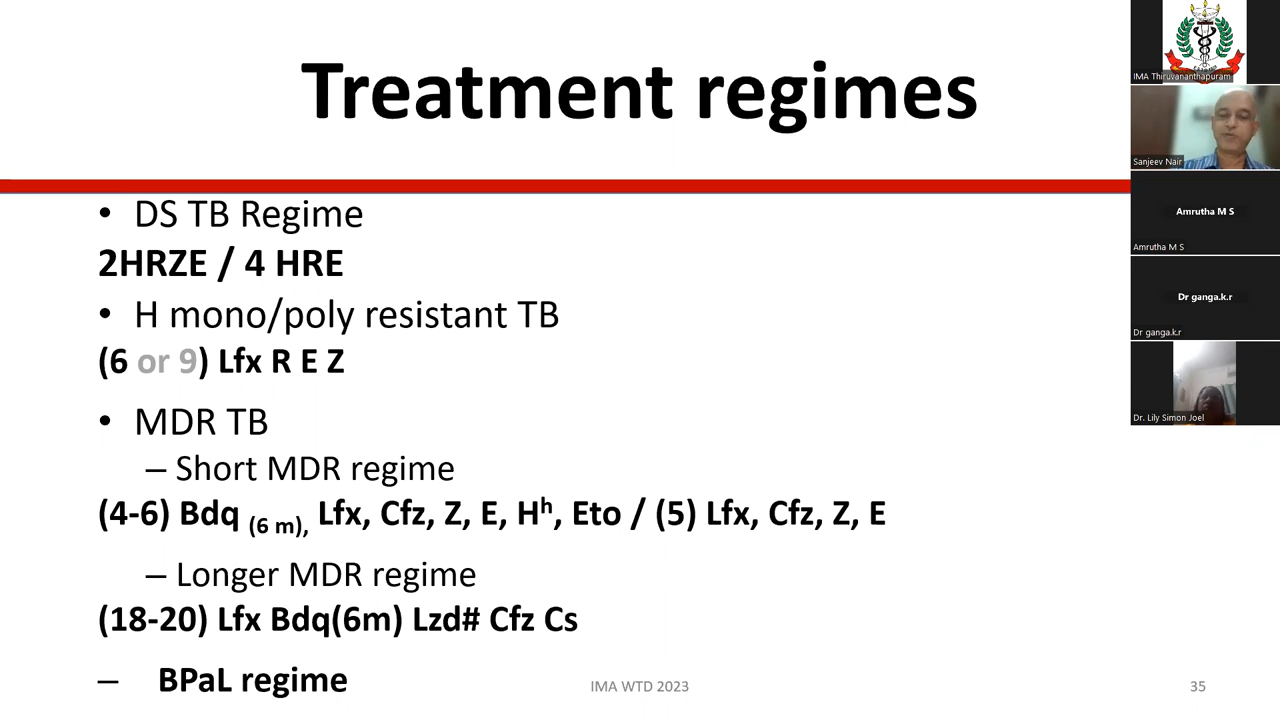 Treatment regimes
• DS TB Regime
2HRZE / 4 HRE
• H mono/poly resistant TB
(6 or 9) Lfx R E Z
• MDR TB
– Short MDR regime
(4-6) Bdq (6 m), Lfx, Cfz, Z, E, Hʰ, Eto / (5) Lfx, Cfz, Z, E
– Longer MDR regime
(18-20) Lfx Bdq(6m) Lzd# Cfz Cs
– BPaL regime
IMA WTD 2023
35
IMA Thiruvananthapuram
Sanjeev Nair
Amrutha M S
Amrutha M S
Dr ganga.k.r
Dr ganga.k.r
Dr. Lily Simon Joel